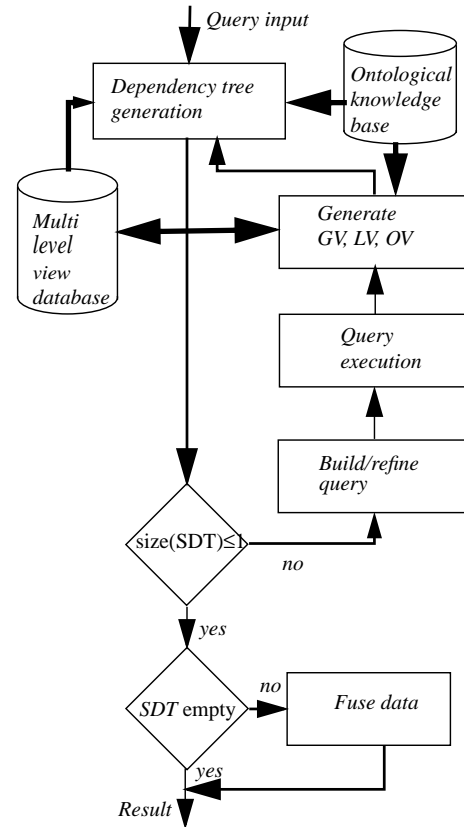 Query input
Dependency tree
generation
Ontological
knowledge
base
Multi
level
view
database
Generate
GV, LV, OV
Query
execution
Build/refine
query
size(SDT)≤1
no
yes
SDT empty
no
Fuse data
yes
Result